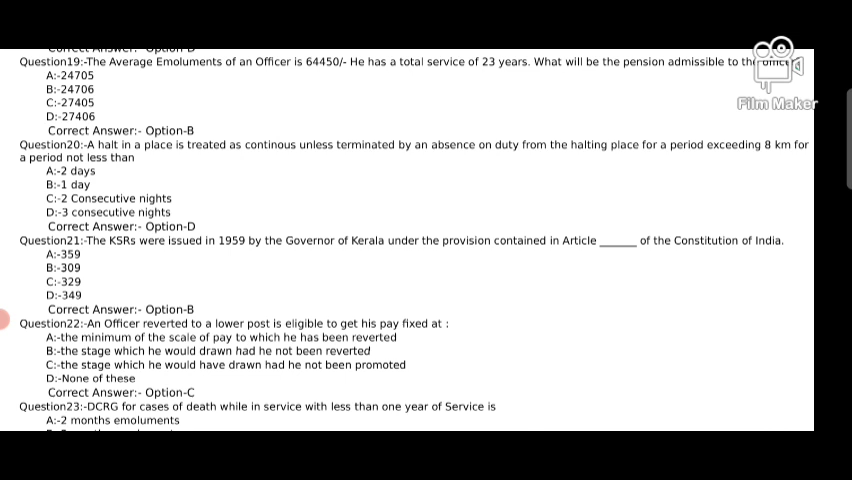 Correct Answer:- Option-D
Question19:-The Average Emoluments of an Officer is 64450/- He has a total service of 23 years. What will be the pension admissible to the officer
A:-24705
B:-24706
C:-27405
D:-27406
Correct Answer:- Option-B
Question20:-A halt in a place is treated as continous unless terminated by an absence on duty from the halting place for a period exceeding 8 km for
a period not less than
A:-2 days
B:-1 day
C:-2 Consecutive nights
D:-3 consecutive nights
Correct Answer:- Option-D
Question21:-The KSRs were issued in 1959 by the Governor of Kerala under the provision contained in Article ______ of the Constitution of India.
A:-359
B:-309
C:-329
D:-349
Correct Answer:- Option-B
Question22:-An Officer reverted to a lower post is eligible to get his pay fixed at :
A:-the minimum of the scale of pay to which he has been reverted
B:-the stage which he would drawn had he not been reverted
C:-the stage which he would have drawn had he not been promoted
D:-None of these
Correct Answer:- Option-C
Question23:-DCRG for cases of death while in service with less than one year of Service is
A:-2 months emoluments
Film Maker